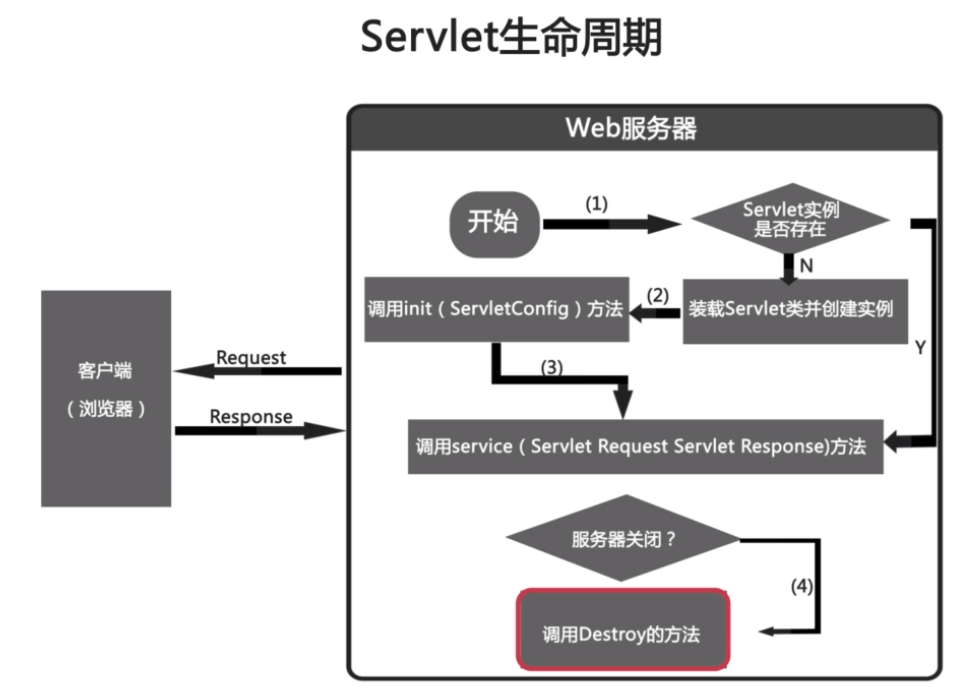 Servlet生命周期
Web服务器
开始
(1)
Servlet实例
是否存在
N
Y
装载Servlet类并创建实例
(2)
调用init（ServletConfig）方法
(3)
调用service（Servlet Request Servlet Response)方法
服务器关闭？
(4)
调用Destroy的方法
客户端
（浏览器）
Request
Response